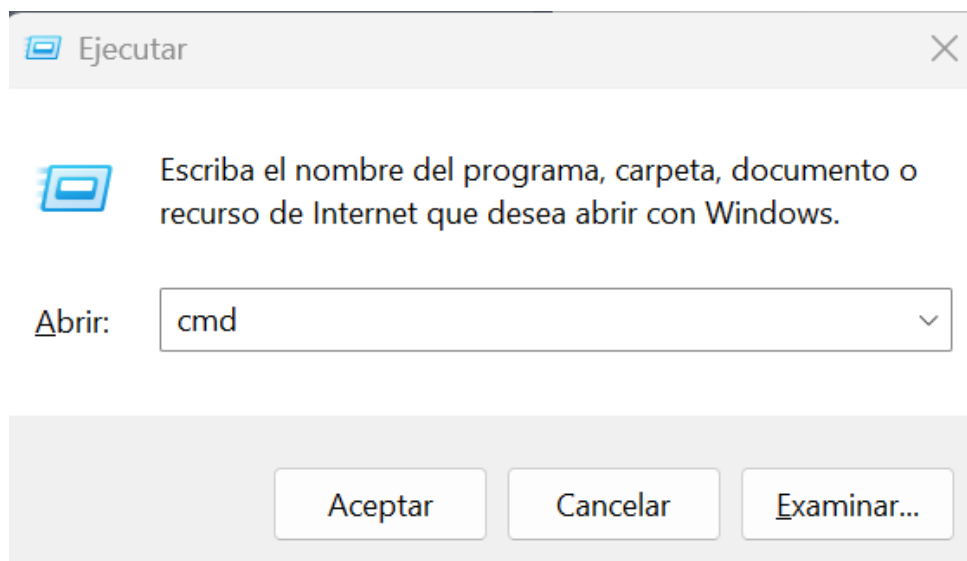 Ejecutar
Escriba el nombre del programa, carpeta, documento o
recurso de Internet que desea abrir con Windows.
Abrir: cmd
Aceptar Cancelar Examinar...